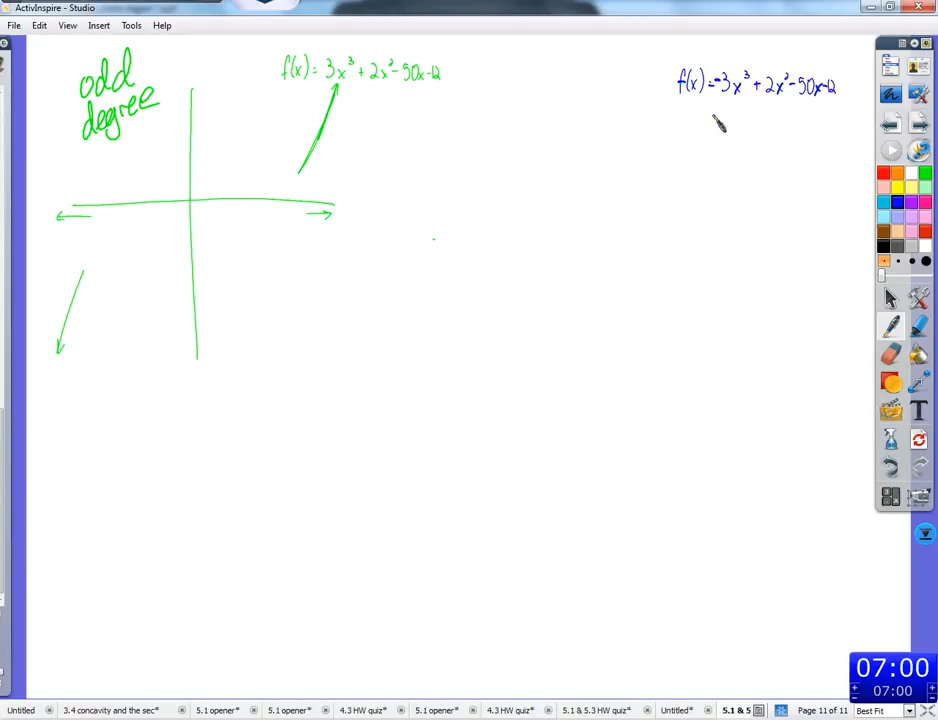 ActivInspire - Studio
File Edit View Insert Tools Help
odd
degree
f(x) = 3x³ + 2x² - 50x - 12
f(x) = -3x³ + 2x² - 50x - 12
07:00
07:00
Untitled 3.4 concavity and the sec* 5.1 opener* 5.1 opener* 4.3 HW quiz* 5.1 opener* 4.3 HW quiz* 5.1 & 5.3 HW quiz* Untitled* 5.1 & 5 Page 11 of 11 Best Fit